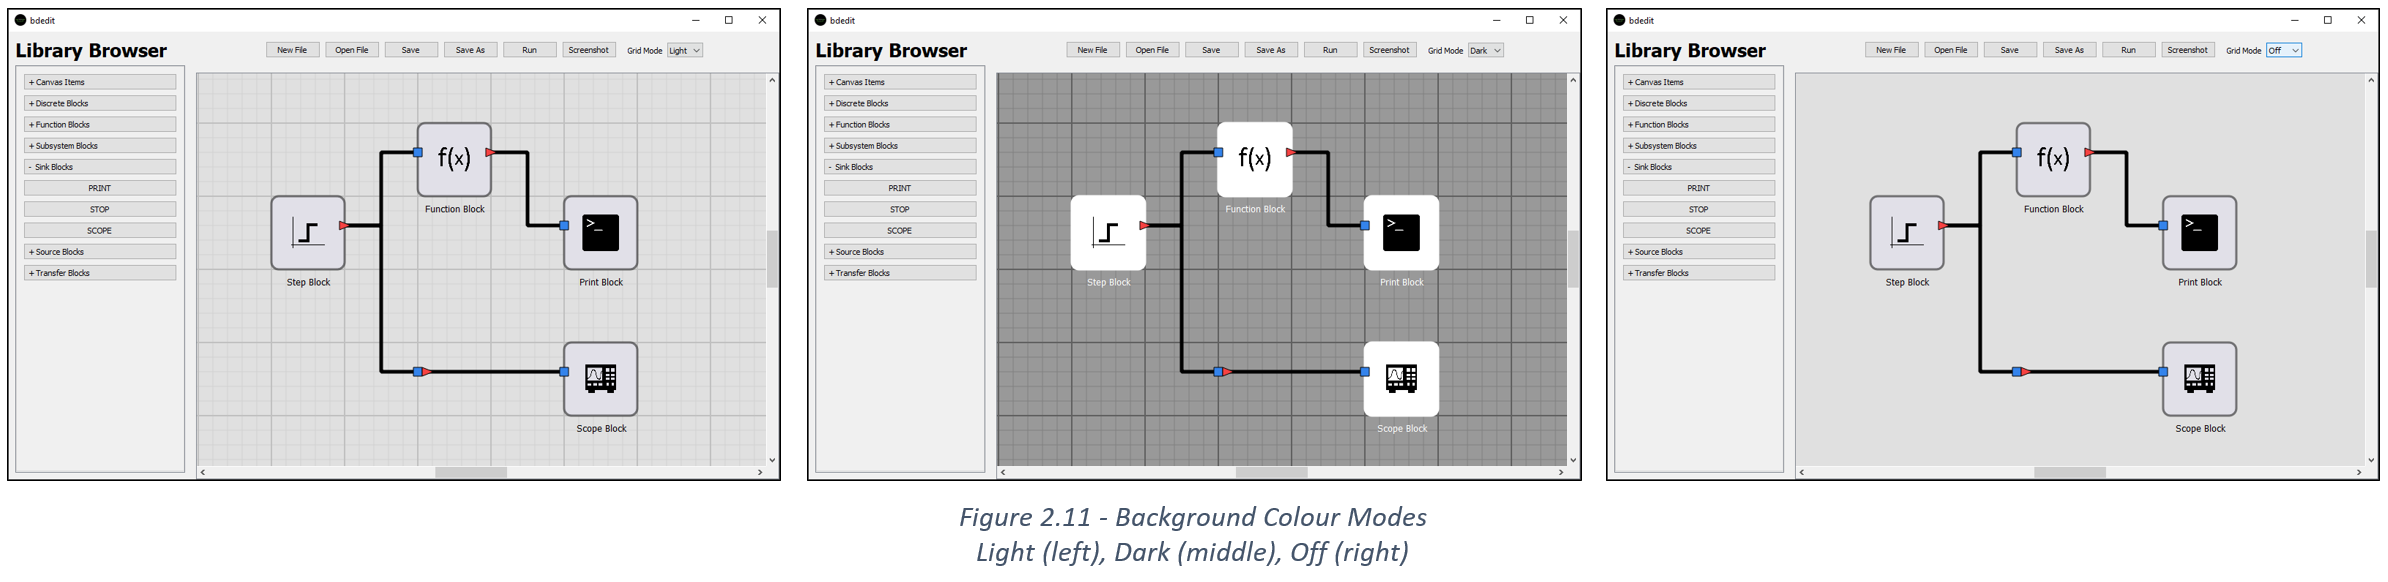 bdedit
Library Browser
New File
Open File
Save
Save As
Run
Screenshot
Grid Mode
Light
+ Canvas Items
+ Discrete Blocks
+ Function Blocks
+ Subsystem Blocks
- Sink Blocks
PRINT
STOP
SCOPE
+ Source Blocks
+ Transfer Blocks
f(x)
Function Block
Step Block
>_
Print Block
Scope Block
bdedit
Library Browser
New File
Open File
Save
Save As
Run
Screenshot
Grid Mode
Dark
+ Canvas Items
+ Discrete Blocks
+ Function Blocks
+ Subsystem Blocks
- Sink Blocks
PRINT
STOP
SCOPE
+ Source Blocks
+ Transfer Blocks
f(x)
Function Block
Step Block
>_
Print Block
Scope Block
bdedit
Library Browser
New File
Open File
Save
Save As
Run
Screenshot
Grid Mode
Off
+ Canvas Items
+ Discrete Blocks
+ Function Blocks
+ Subsystem Blocks
- Sink Blocks
PRINT
STOP
SCOPE
+ Source Blocks
+ Transfer Blocks
f(x)
Function Block
Step Block
>_
Print Block
Scope Block
Figure 2.11 - Background Colour Modes
Light (left), Dark (middle), Off (right)